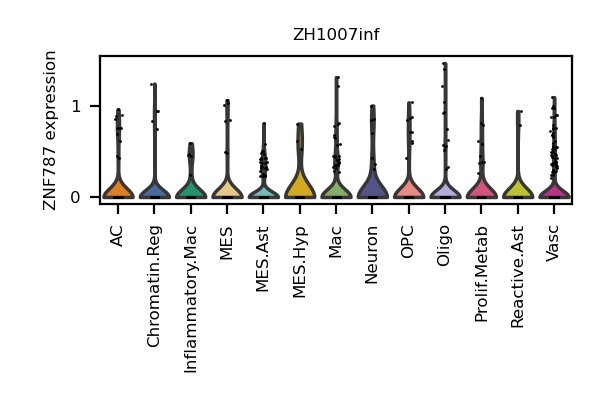 ZH1007inf
ZNF787 expression
1
0
AC
Chromatin.Reg
Inflammatory.Mac
MES
MES.Ast
MES.Hyp
Mac
Neuron
OPC
Oligo
Prolif.Metab
Reactive.Ast
Vasc